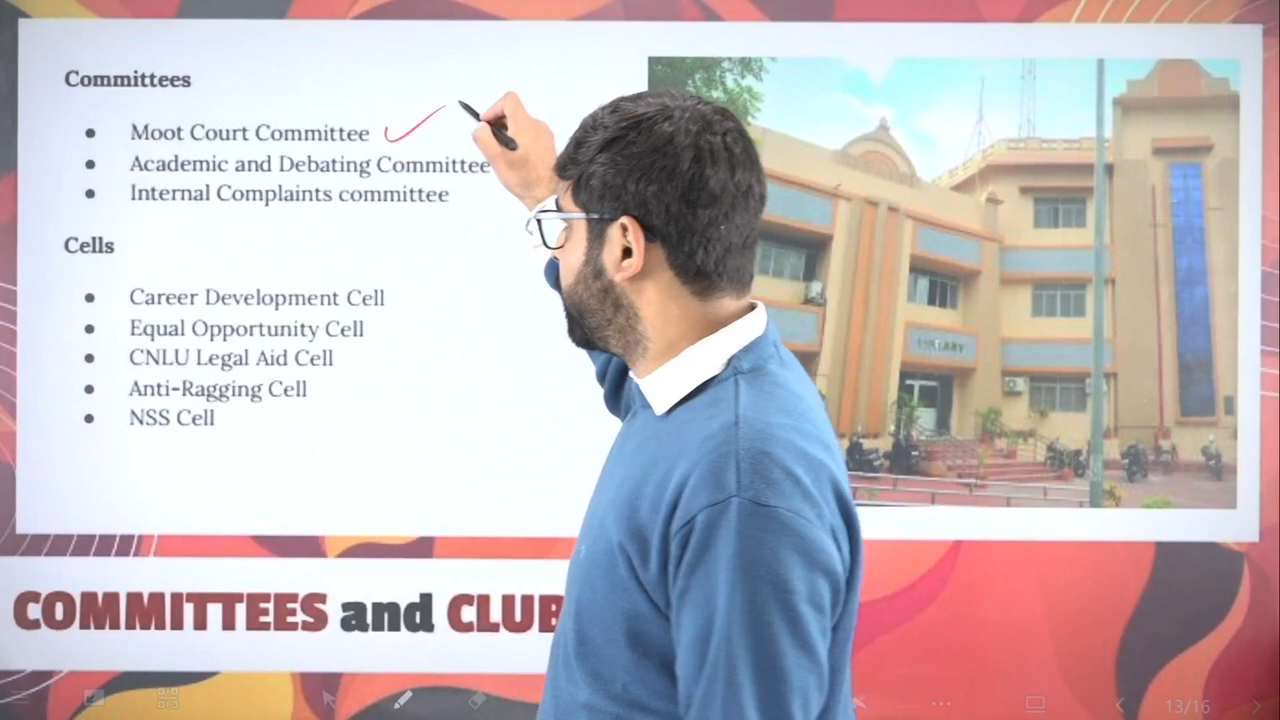 Committees
● Moot Court Committee
● Academic and Debating Committee
● Internal Complaints committee
Cells
● Career Development Cell
● Equal Opportunity Cell
● CNLU Legal Aid Cell
● Anti-Ragging Cell
● NSS Cell
COMMITTEES and CLUB
13/16